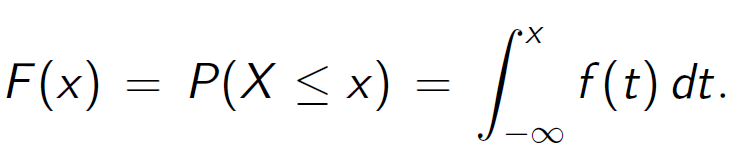 F(x) = P(X ≤ x) = ∫_{-∞}^{x} f(t) dt.